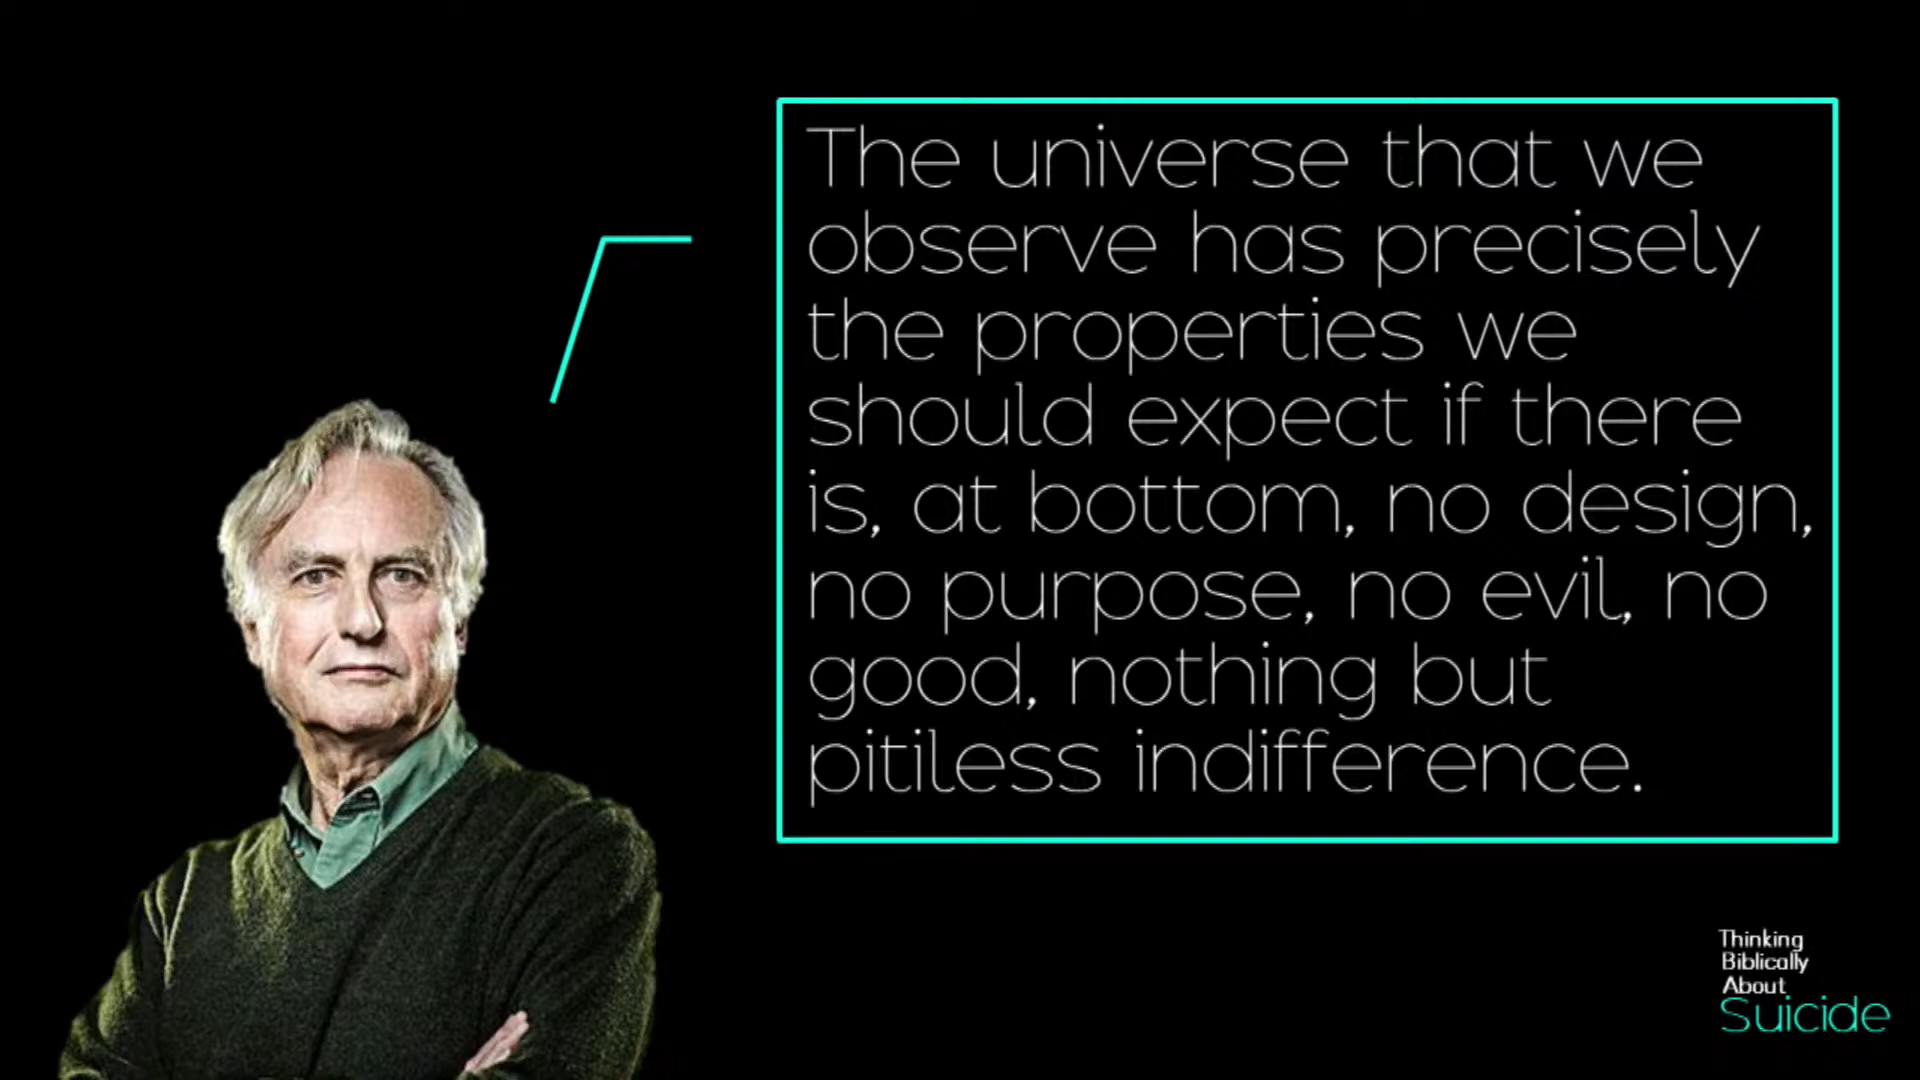 The universe that we
observe has precisely
the properties we
should expect if there
is, at bottom, no design,
no purpose, no evil, no
good, nothing but
pitiless indifference.
Thinking
Biblically
About
Suicide